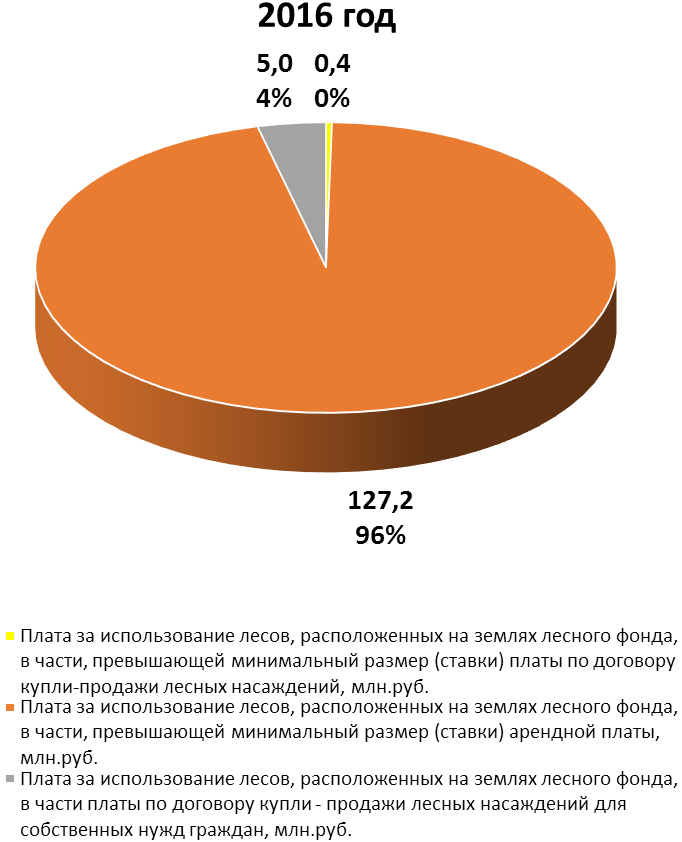 2016 год
5,0 0,4
4% 0%
127,2
96%
Плата за использование лесов, расположенных на землях лесного фонда,
в части, превышающей минимальный размер (ставки) платы по договору
купли-продажи лесных насаждений, млн.руб.
Плата за использование лесов, расположенных на землях лесного фонда,
в части, превышающей минимальный размер (ставки) арендной платы,
млн.руб.
Плата за использование лесов, расположенных на землях лесного фонда,
в части платы по договору купли - продажи лесных насаждений для
собственных нужд граждан, млн.руб.